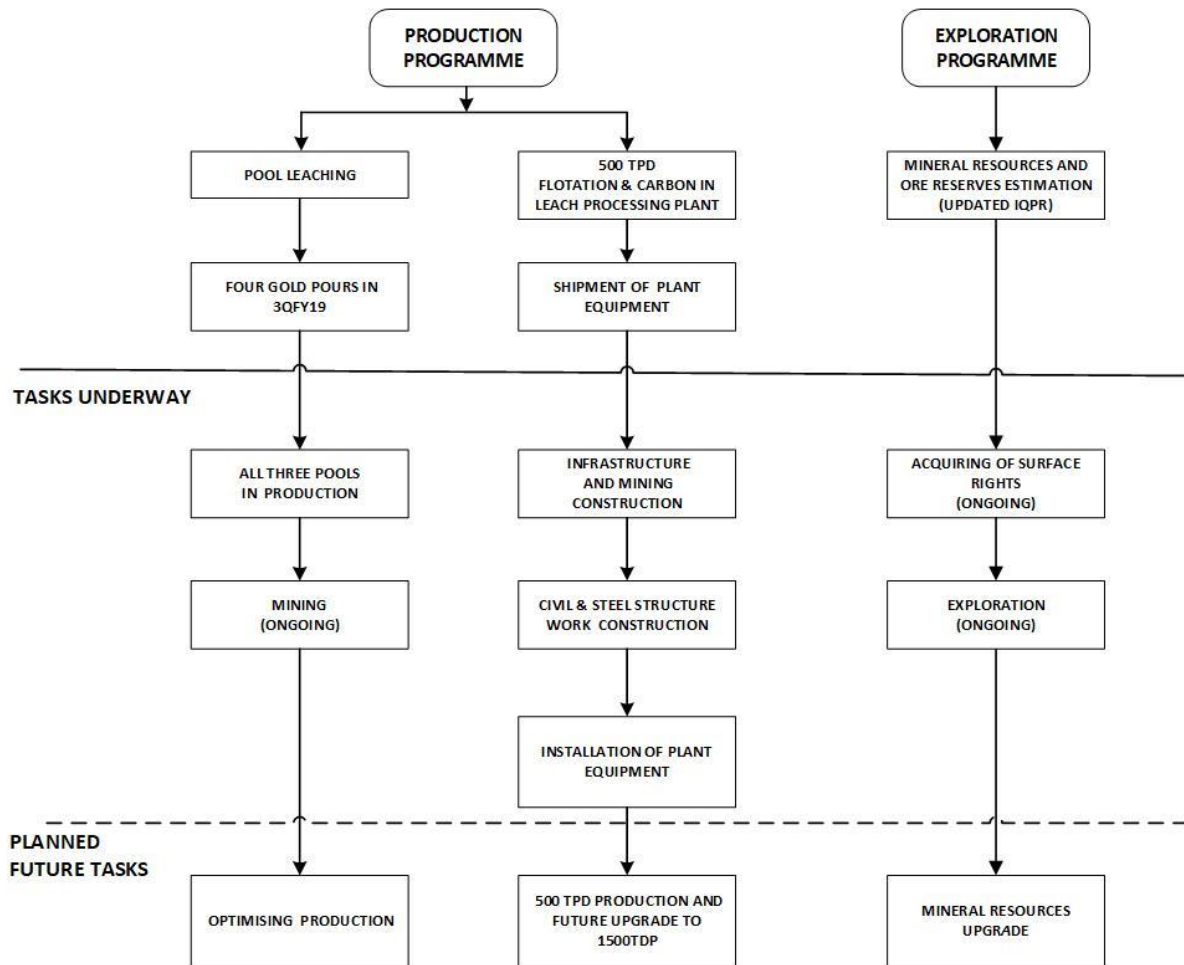 PRODUCTION
PROGRAMME
EXPLORATION
PROGRAMME
POOL LEACHING
500 TPD
FLOTATION & CARBON IN
LEACH PROCESSING PLANT
MINERAL RESOURCES AND
ORE RESERVES ESTIMATION
(UPDATED IQPR)
FOUR GOLD POURS IN
3QFY19
SHIPMENT OF PLANT
EQUIPMENT
TASKS UNDERWAY
ALL THREE POOLS
IN PRODUCTION
INFRASTRUCTURE
AND MINING
CONSTRUCTION
ACQUIRING OF SURFACE
RIGHTS
(ONGOING)
MINING
(ONGOING)
CIVIL & STEEL STRUCTURE
WORK CONSTRUCTION
EXPLORATION
(ONGOING)
INSTALLATION OF PLANT
EQUIPMENT
PLANNED
FUTURE TASKS
OPTIMISING PRODUCTION
500 TPD PRODUCTION AND
FUTURE UPGRADE TO
1500TDP
MINERAL RESOURCES
UPGRADE